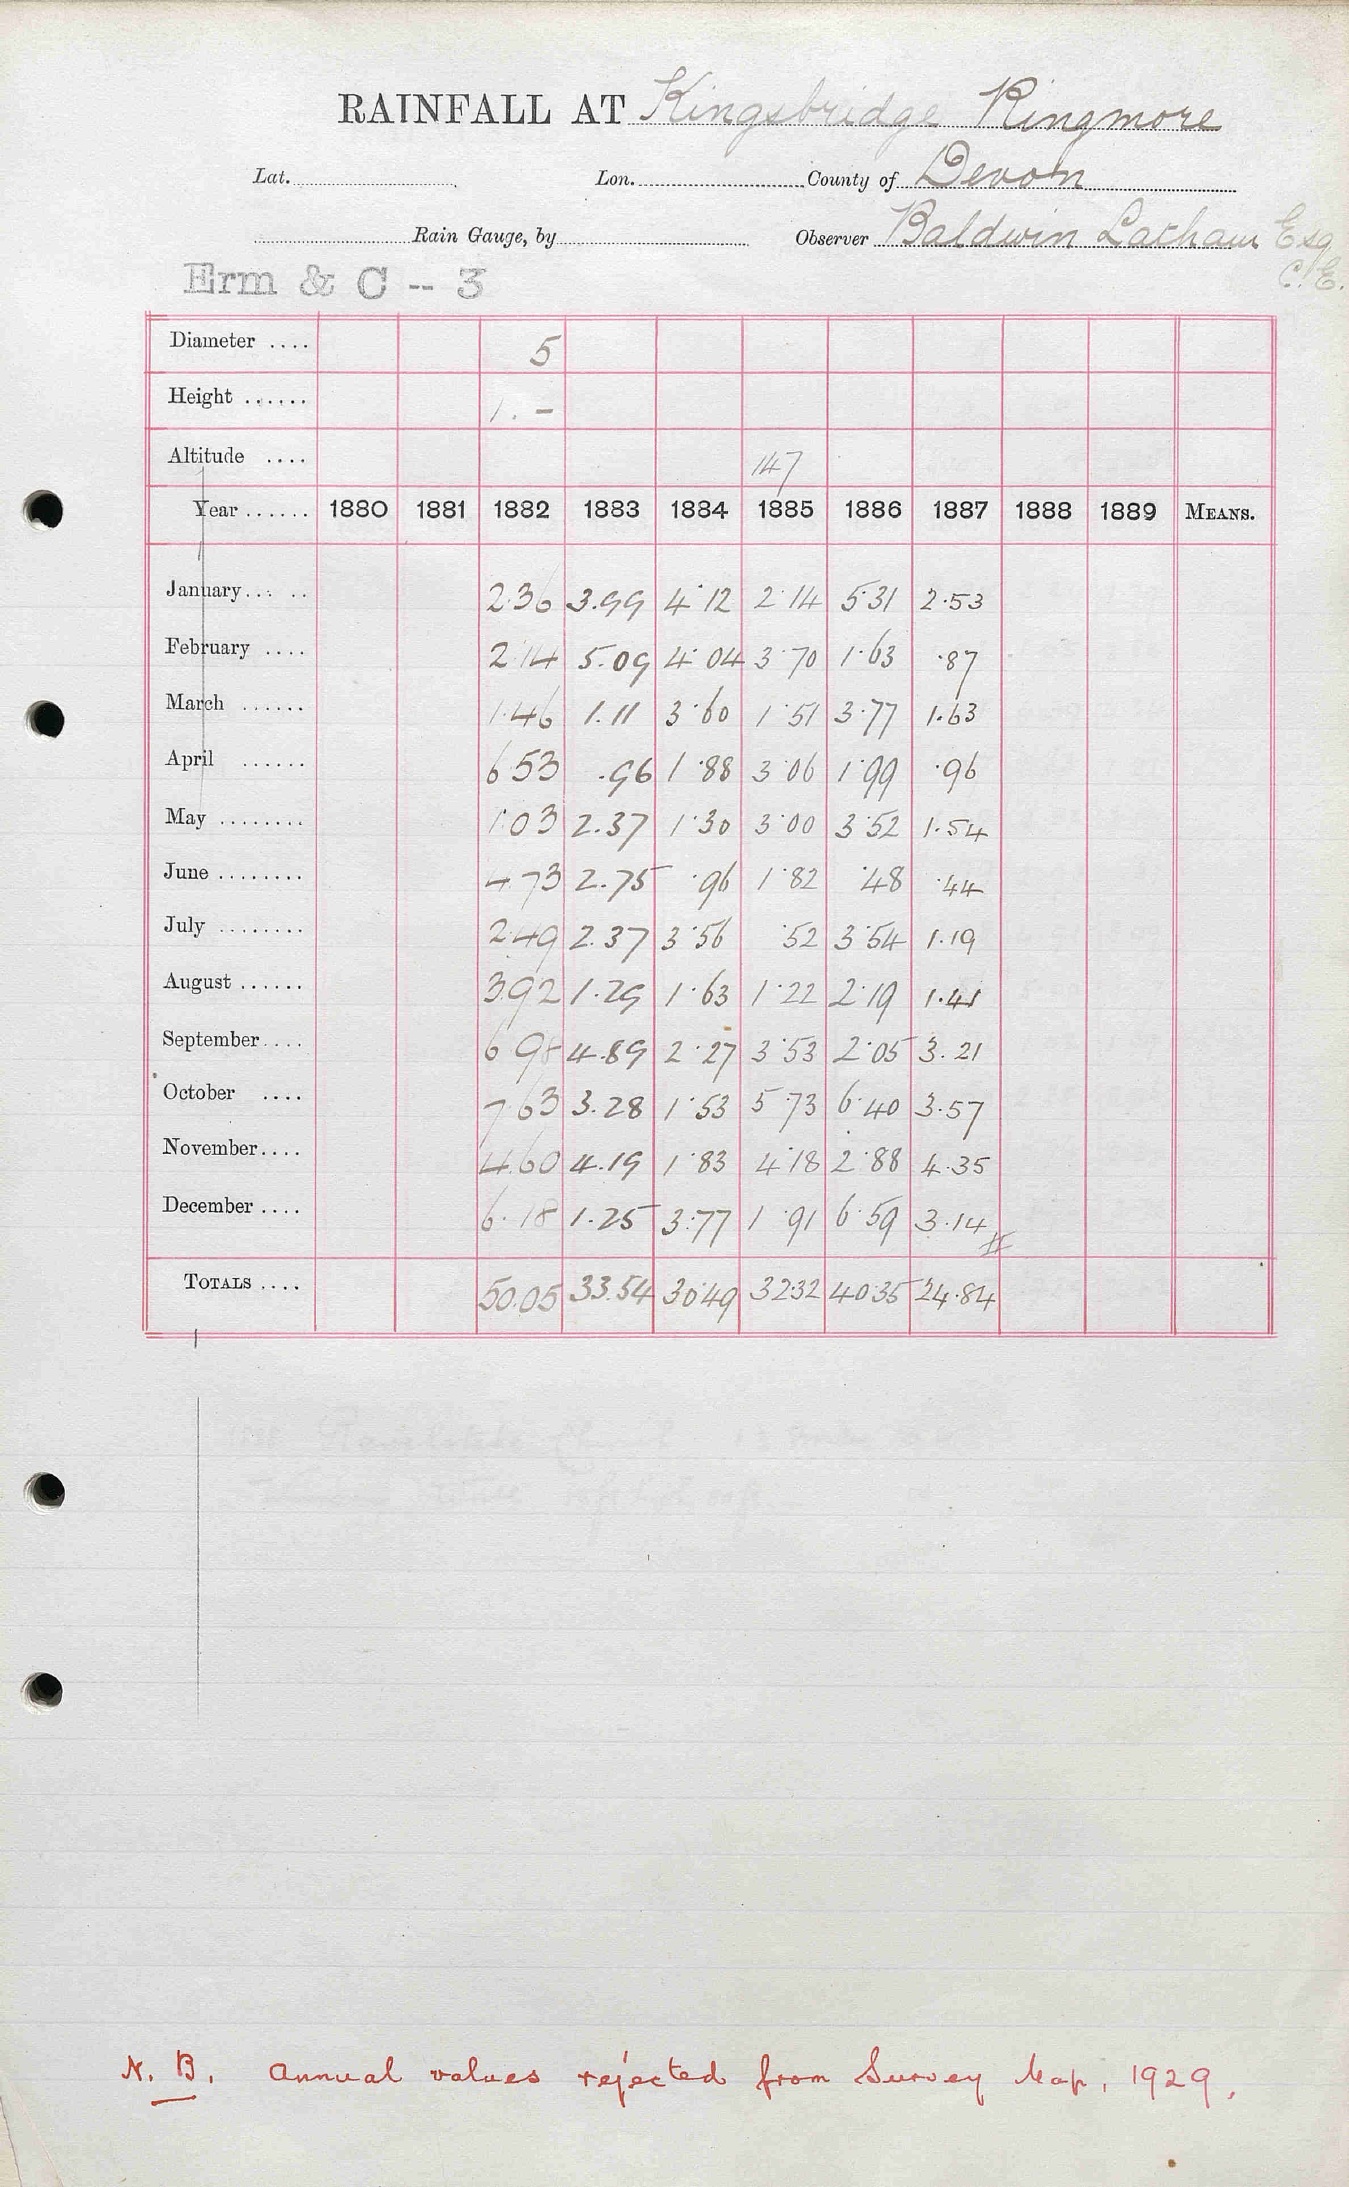 RAINFALL AT Kingsbridge Ringmore
Lat. Lon. County of Devon
Rain Gauge, by Observer Baldwin Latham Esq
C.E.
Erm & C -- 3
Diameter .... 5
Height ...... 1. -
Altitude .... 147
Year ...... 1880 1881 1882 1883 1884 1885 1886 1887 1888 1889 MEANS.
January... .. 2.36 3.99 4.12 2.14 5.31 2.53
February .... 2.14 5.09 4.04 3.70 1.63 .87
March ...... 1.46 1.11 3.60 1.51 3.77 1.63
April ...... 6 53 .96 1.88 3.06 1.99 .96
May ........ 1.03 2.37 1.30 3.00 3.52 1.54
June ........ 4.73 2.75 .96 1.82 .48 .44
July ........ 2.49 2.37 3.56 .52 3.54 1.19
August ...... 3.92 1.29 1.63 1.22 2.19 1.41
September .... 6 98 4.89 2.27 3.53 2.05 3.21
October .... 7 63 3.28 1.53 5.73 6.40 3.57
November .... 4.60 4.19 1.83 4.18 2.88 4.35
December .... 6.18 1.25 3.77 1.91 6.59 3.14
TOTALS .... 50.05 33.54 30.49 32.32 40.35 24.84
N.B. Annual values rejected from Survey Map, 1929.